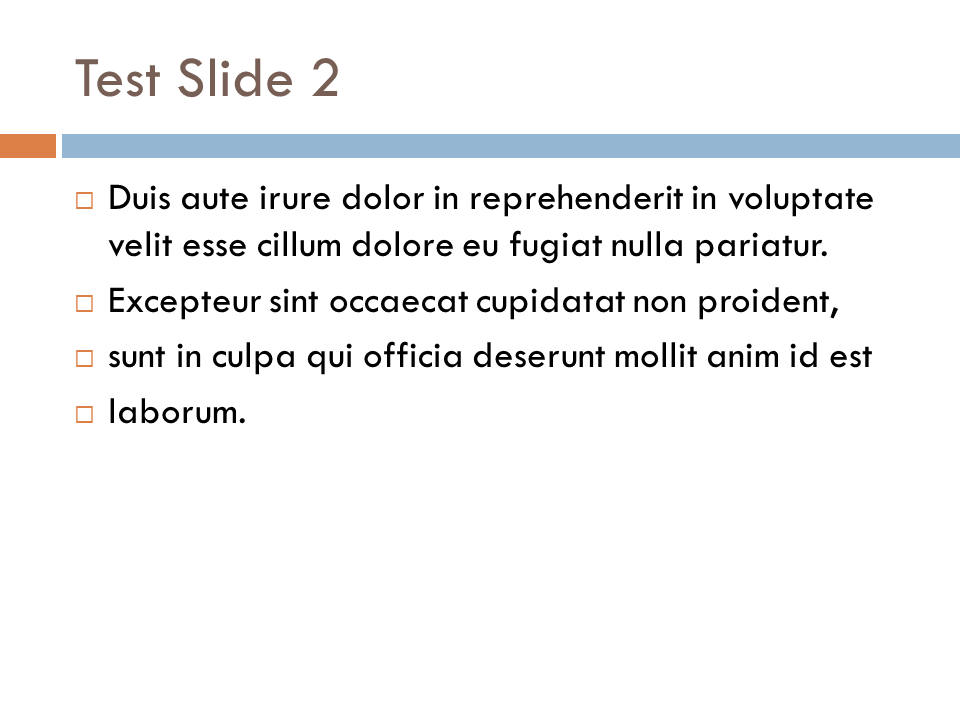 Test Slide 2
Duis aute irure dolor in reprehenderit in voluptate
velit esse cillum dolore eu fugiat nulla pariatur.
Excepteur sint occaecat cupidatat non proident,
sunt in culpa qui officia deserunt mollit anim id est
laborum.